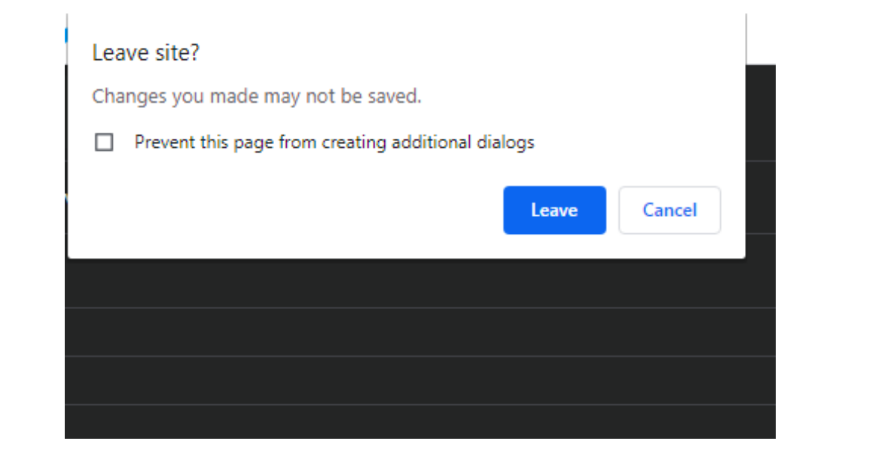 Leave site?
Changes you made may not be saved.
Prevent this page from creating additional dialogs
Leave Cancel